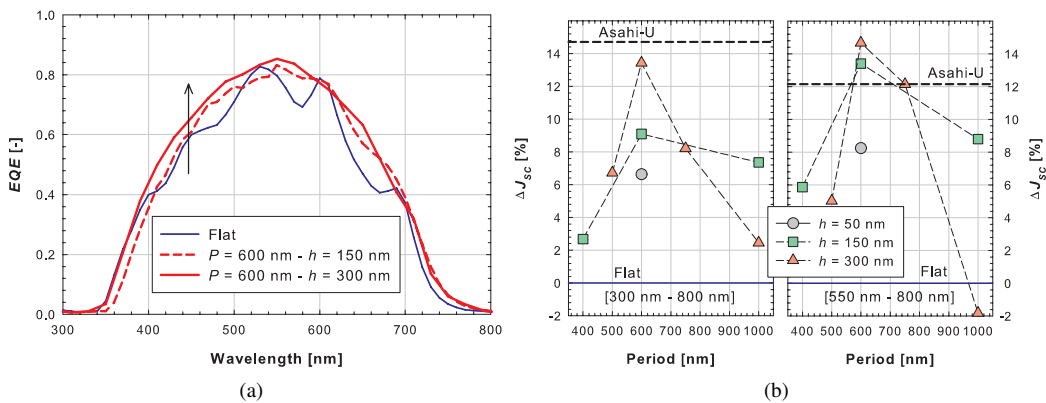 1.0
0.8
0.6
0.4
0.2
0.0
EQE [-]
Flat
P = 600 nm - h = 150 nm
P = 600 nm - h = 300 nm
300 400 500 600 700 800
Wavelength [nm]
(a)
Asahi-U
14
12
10
8
6
4
2
0
-2
Δ J_SC [%]
Flat
[300 nm - 800 nm]
400 500 600 700 800 900 1000
Period [nm]
Asahi-U
h = 50 nm
h = 150 nm
h = 300 nm
Flat
[550 nm - 800 nm]
400 500 600 700 800 900 1000
Period [nm]
14
12
10
8
6
4
2
0
-2
Δ J_SC [%]
(b)